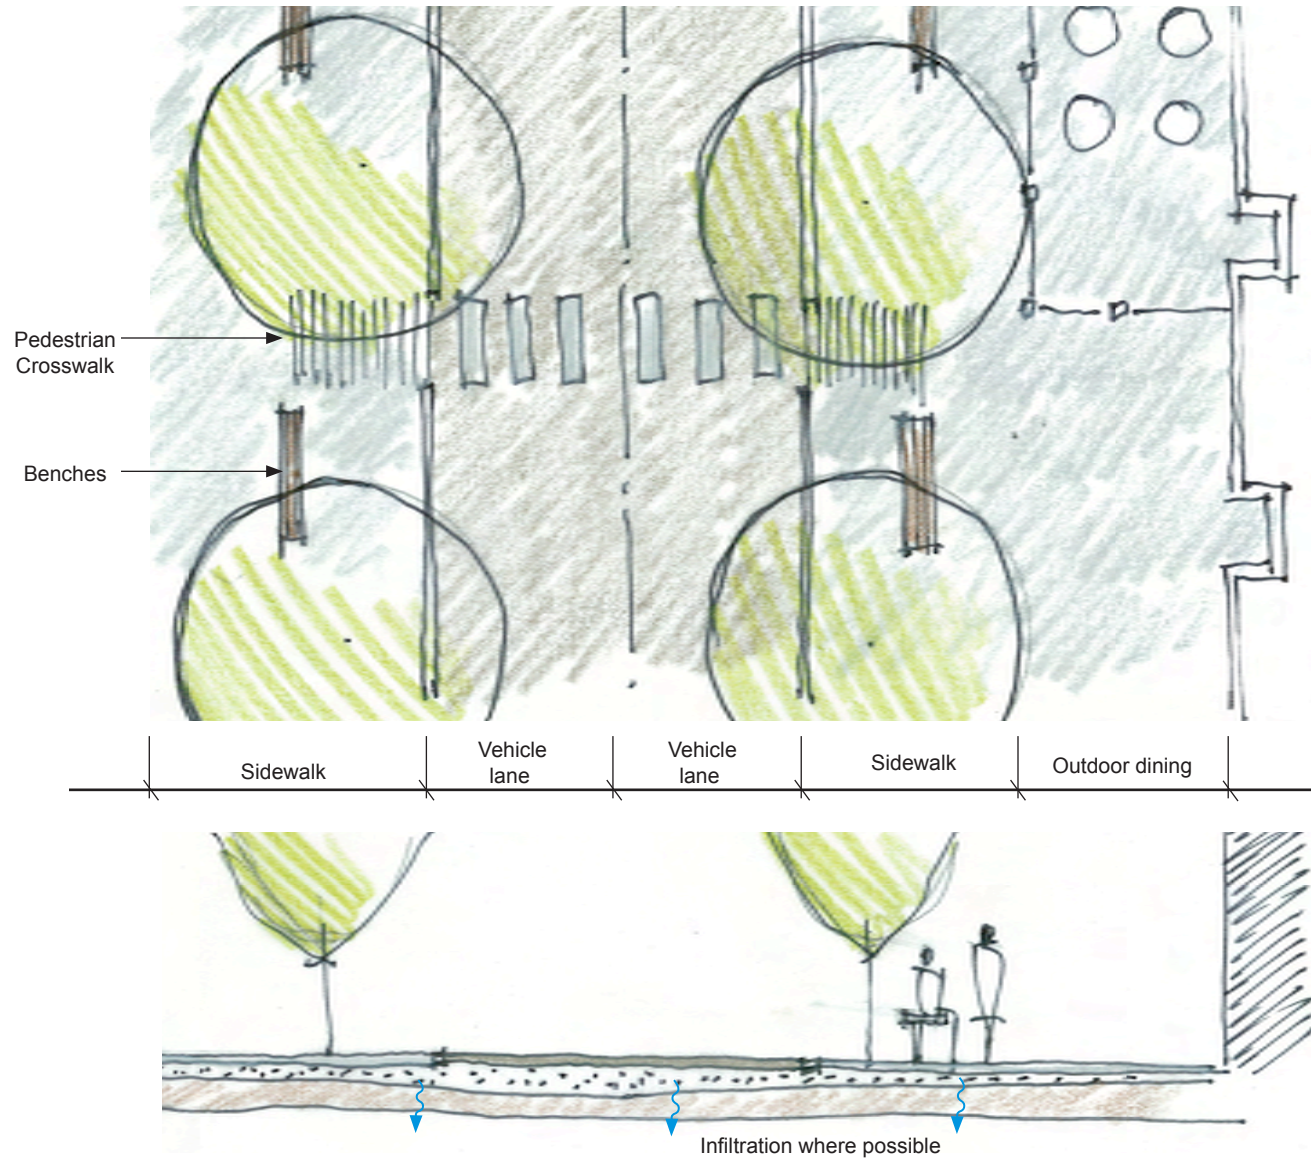 Pedestrian
Crosswalk
Benches
Sidewalk
Vehicle
lane
Vehicle
lane
Sidewalk
Outdoor dining
Infiltration where possible